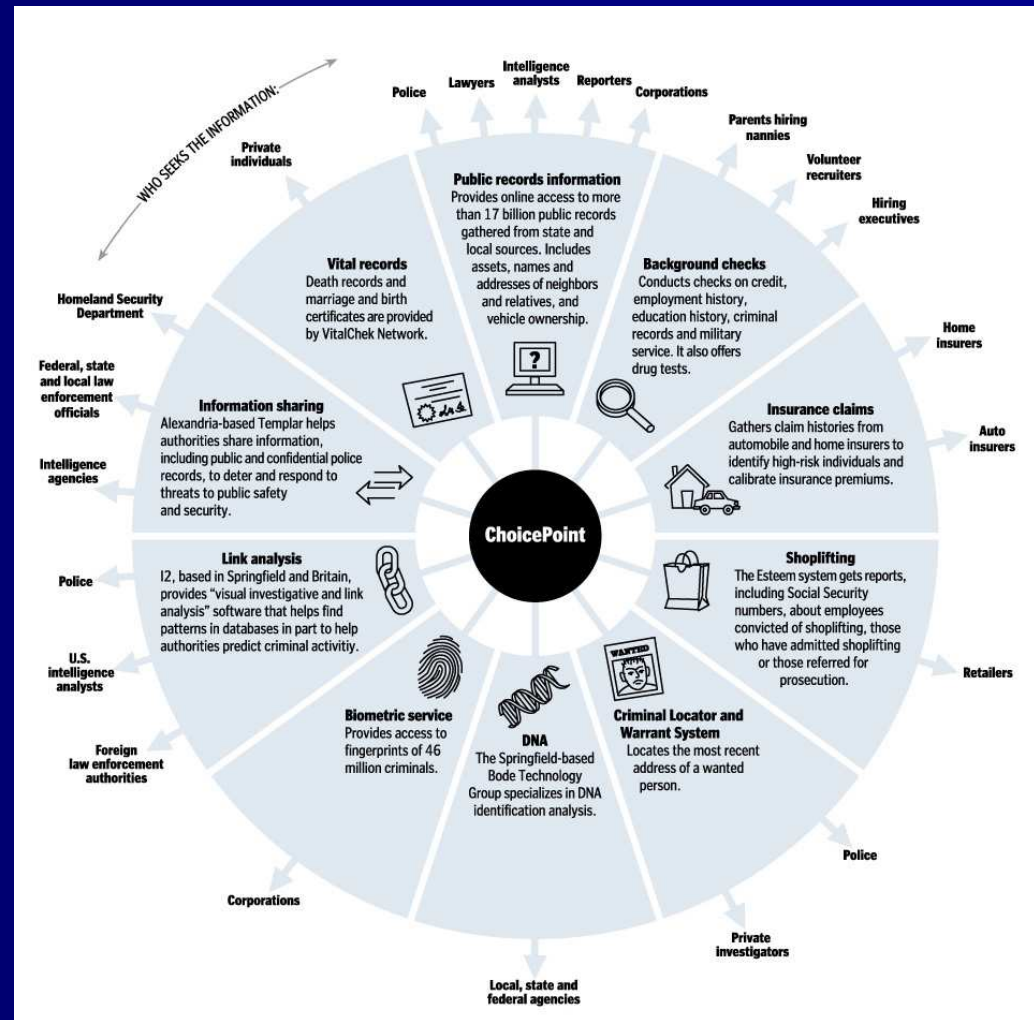 WHO SEEKS THE INFORMATION:
Private
individuals
Police
Lawyers
Intelligence
analysts
Reporters
Corporations
Parents hiring
nannies
Volunteer
recruiters
Hiring
executives
Public records information
Provides online access to more
than 17 billion public records
gathered from state and
local sources. Includes
assets, names and
addresses of neighbors
and relatives, and
vehicle ownership.
?
Vital records
Death records and
marriage and birth
certificates are provided
by VitalChek Network.
Background checks
Conducts checks on credit,
employment history,
education history, criminal
records and military
service. It also offers
drug tests.
Homeland Security
Department
Federal, state
and local law
enforcement
officials
Intelligence
agencies
Information sharing
Alexandria-based Templar helps
authorities share information,
including public and confidential police
records, to deter and respond to
threats to public safety
and security.
Insurance claims
Gathers claim histories from
automobile and home insurers to
identify high-risk individuals and
calibrate insurance premiums.
Home
insurers
Auto
insurers
ChoicePoint
Police
U.S.
intelligence
analysts
Foreign
law enforcement
authorities
Link analysis
I2, based in Springfield and Britain,
provides “visual investigative and link
analysis” software that helps find
patterns in databases in part to help
authorities predict criminal activitiy.
Shoplifting
The Esteem system gets reports,
including Social Security
numbers, about employees
convicted of shoplifting, those
who have admitted shoplifting
or those referred for
prosecution.
Retailers
Biometric service
Provides access to
fingerprints of 46
million criminals.
DNA
The Springfield-based
Bode Technology
Group specializes in DNA
identification analysis.
WANTED
Criminal Locator and
Warrant System
Locates the most recent
address of a wanted
person.
Corporations
Local, state and
federal agencies
Private
investigators
Police